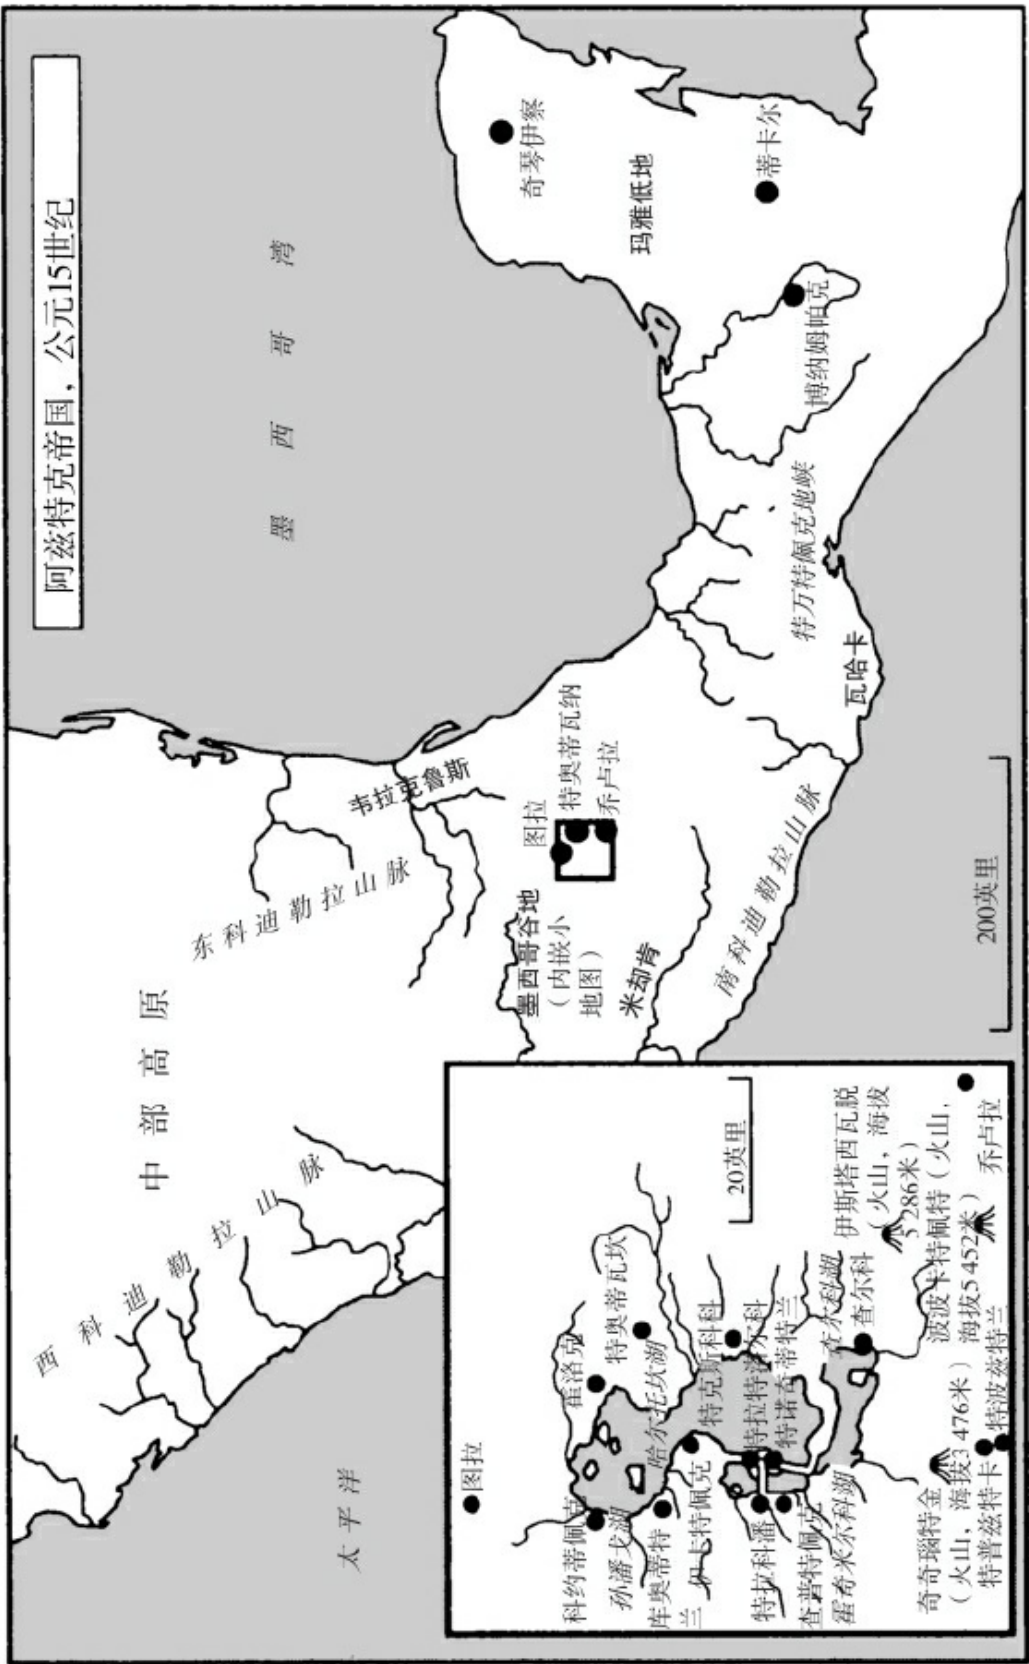 阿兹特克帝国，公元15世纪
墨西哥湾
中部高原
西科迪勒拉山脉
东科迪勒拉山脉
韦拉克鲁斯
图拉
特奥蒂瓦纳
乔卢拉
墨西哥谷地
（内嵌小
地图）
米却肯
南科迪勒拉山脉
瓦哈卡
特万特佩克地峡
博纳姆帕克
玛雅低地
奇琴伊察
蒂卡尔
太平洋
200英里
图拉
科约蒂佩克
孙潘戈湖
霍洛克
特奥蒂瓦坎
哈尔托坎湖
库奥蒂特
兰
伊卡特佩克
特克斯科科
特拉特洛尔科
特诺奇蒂特兰
特拉科潘
查普特佩克
霍奇米尔科湖
查尔科湖
查尔科
20英里
伊斯塔西瓦脱
（火山，海拔
5 286米）
波波卡特佩特（火山，
海拔5 452米）
乔卢拉
奇奇瑙特金
（火山，海拔3 476米）
特普兹特卡
特波兹特兰